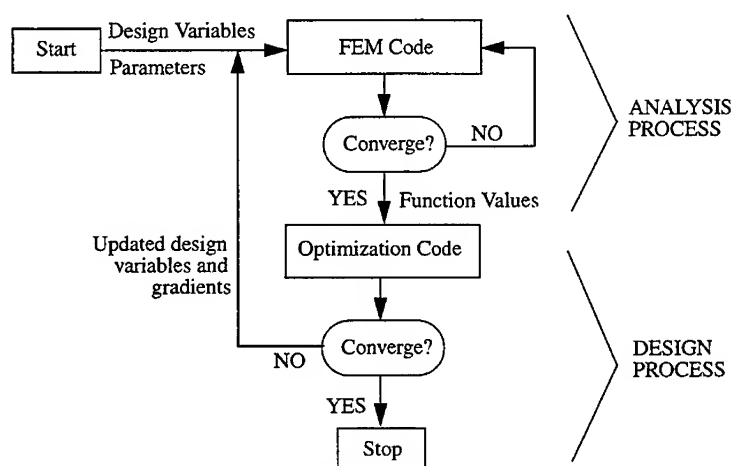 Start
Design Variables
Parameters
FEM Code
Converge?
NO
YES
Function Values
ANALYSIS
PROCESS
Optimization Code
Updated design
variables and
gradients
Converge?
NO
YES
Stop
DESIGN
PROCESS